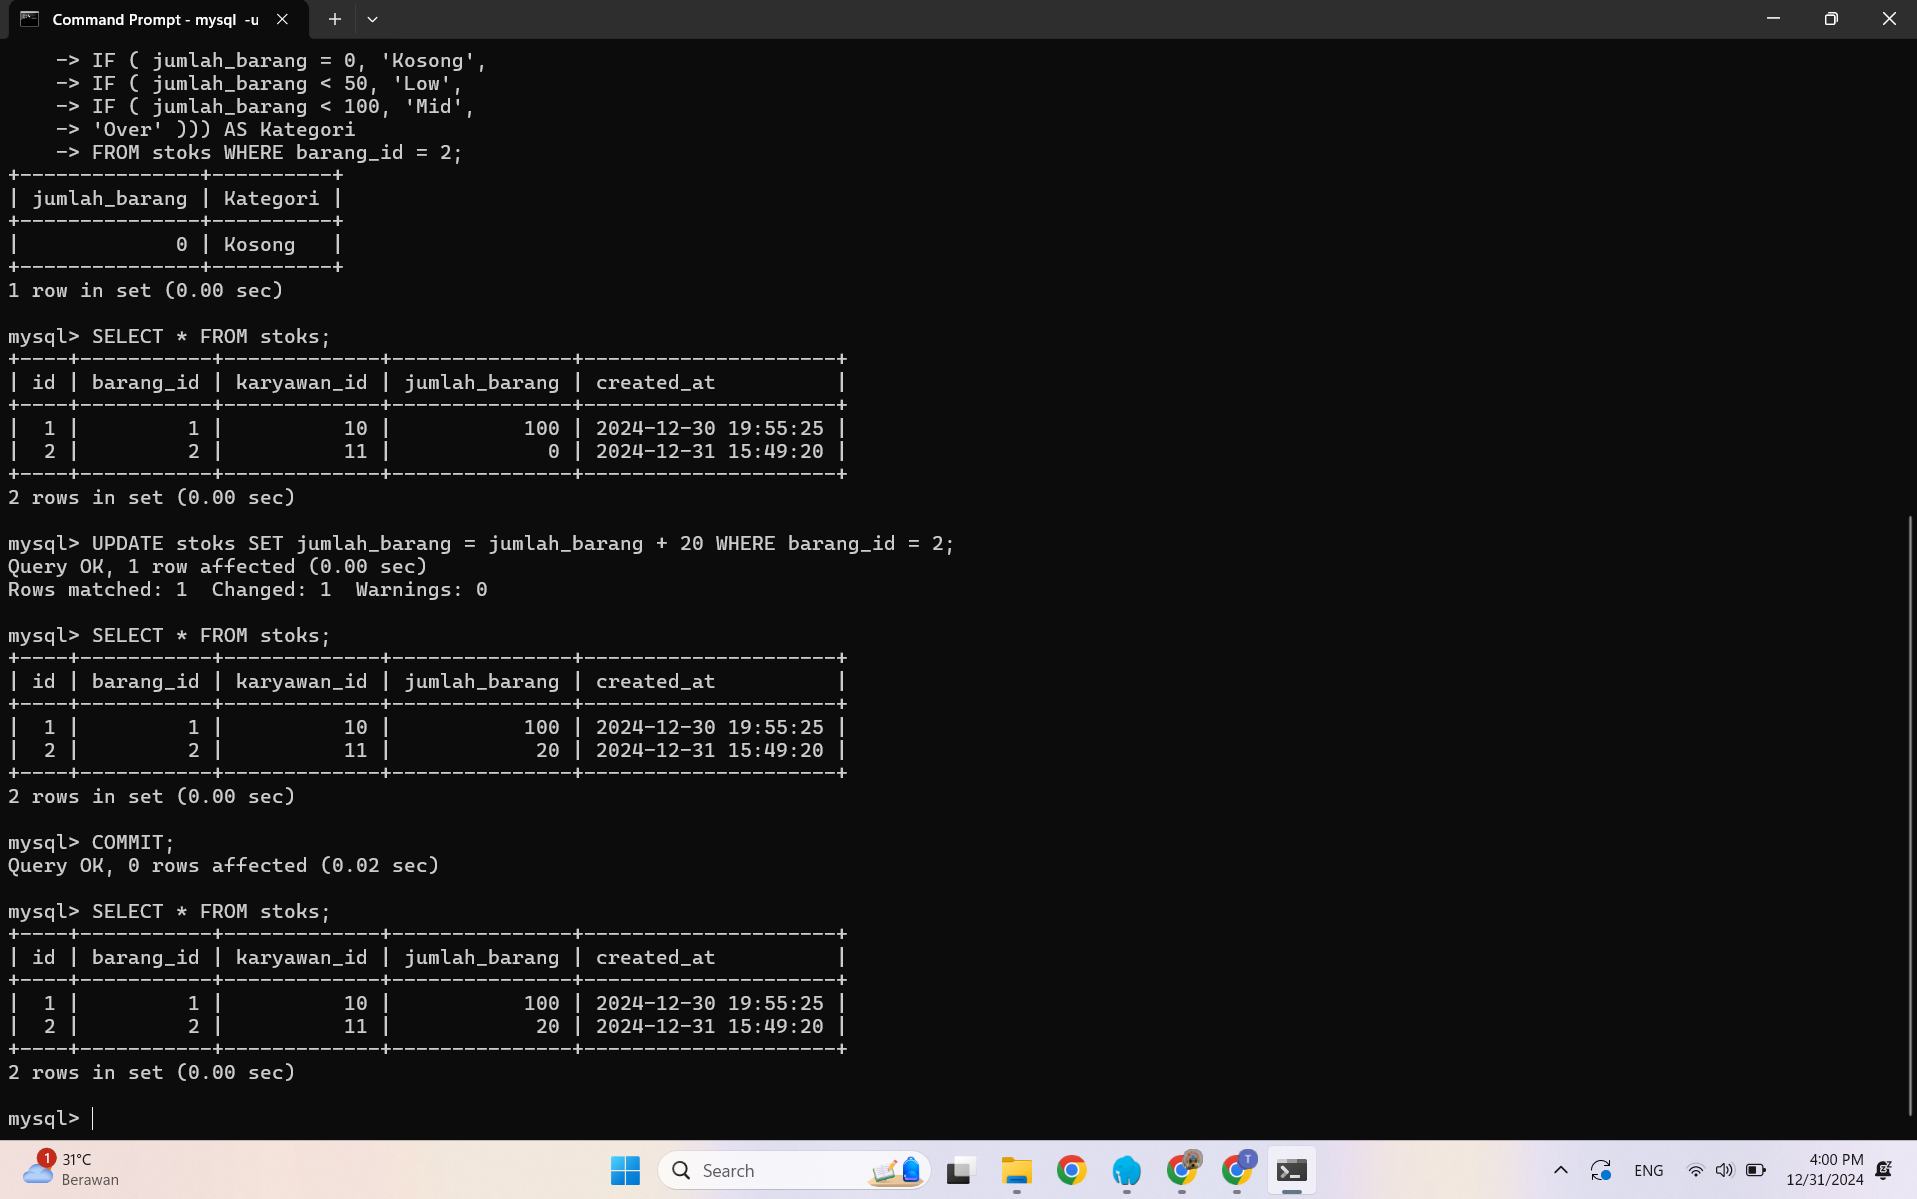 Command Prompt - mysql  -u
    -> IF ( jumlah_barang = 0, 'Kosong',
    -> IF ( jumlah_barang < 50, 'Low',
    -> IF ( jumlah_barang < 100, 'Mid',
    -> 'Over' ))) AS Kategori
    -> FROM stoks WHERE barang_id = 2;
+---------------+----------+
| jumlah_barang | Kategori |
+---------------+----------+
|             0 | Kosong   |
+---------------+----------+
1 row in set (0.00 sec)
mysql> SELECT * FROM stoks;
+----+-----------+-------------+---------------+---------------------+
| id | barang_id | karyawan_id | jumlah_barang | created_at          |
+----+-----------+-------------+---------------+---------------------+
|  1 |         1 |          10 |           100 | 2024-12-30 19:55:25 |
|  2 |         2 |          11 |             0 | 2024-12-31 15:49:20 |
+----+-----------+-------------+---------------+---------------------+
2 rows in set (0.00 sec)
mysql> UPDATE stoks SET jumlah_barang = jumlah_barang + 20 WHERE barang_id = 2;
Query OK, 1 row affected (0.00 sec)
Rows matched: 1  Changed: 1  Warnings: 0
mysql> SELECT * FROM stoks;
+----+-----------+-------------+---------------+---------------------+
| id | barang_id | karyawan_id | jumlah_barang | created_at          |
+----+-----------+-------------+---------------+---------------------+
|  1 |         1 |          10 |           100 | 2024-12-30 19:55:25 |
|  2 |         2 |          11 |            20 | 2024-12-31 15:49:20 |
+----+-----------+-------------+---------------+---------------------+
2 rows in set (0.00 sec)
mysql> COMMIT;
Query OK, 0 rows affected (0.02 sec)
mysql> SELECT * FROM stoks;
+----+-----------+-------------+---------------+---------------------+
| id | barang_id | karyawan_id | jumlah_barang | created_at          |
+----+-----------+-------------+---------------+---------------------+
|  1 |         1 |          10 |           100 | 2024-12-30 19:55:25 |
|  2 |         2 |          11 |            20 | 2024-12-31 15:49:20 |
+----+-----------+-------------+---------------+---------------------+
2 rows in set (0.00 sec)
mysql>
1
31°C
Berawan
Search
T
ENG
4:00 PM
12/31/2024